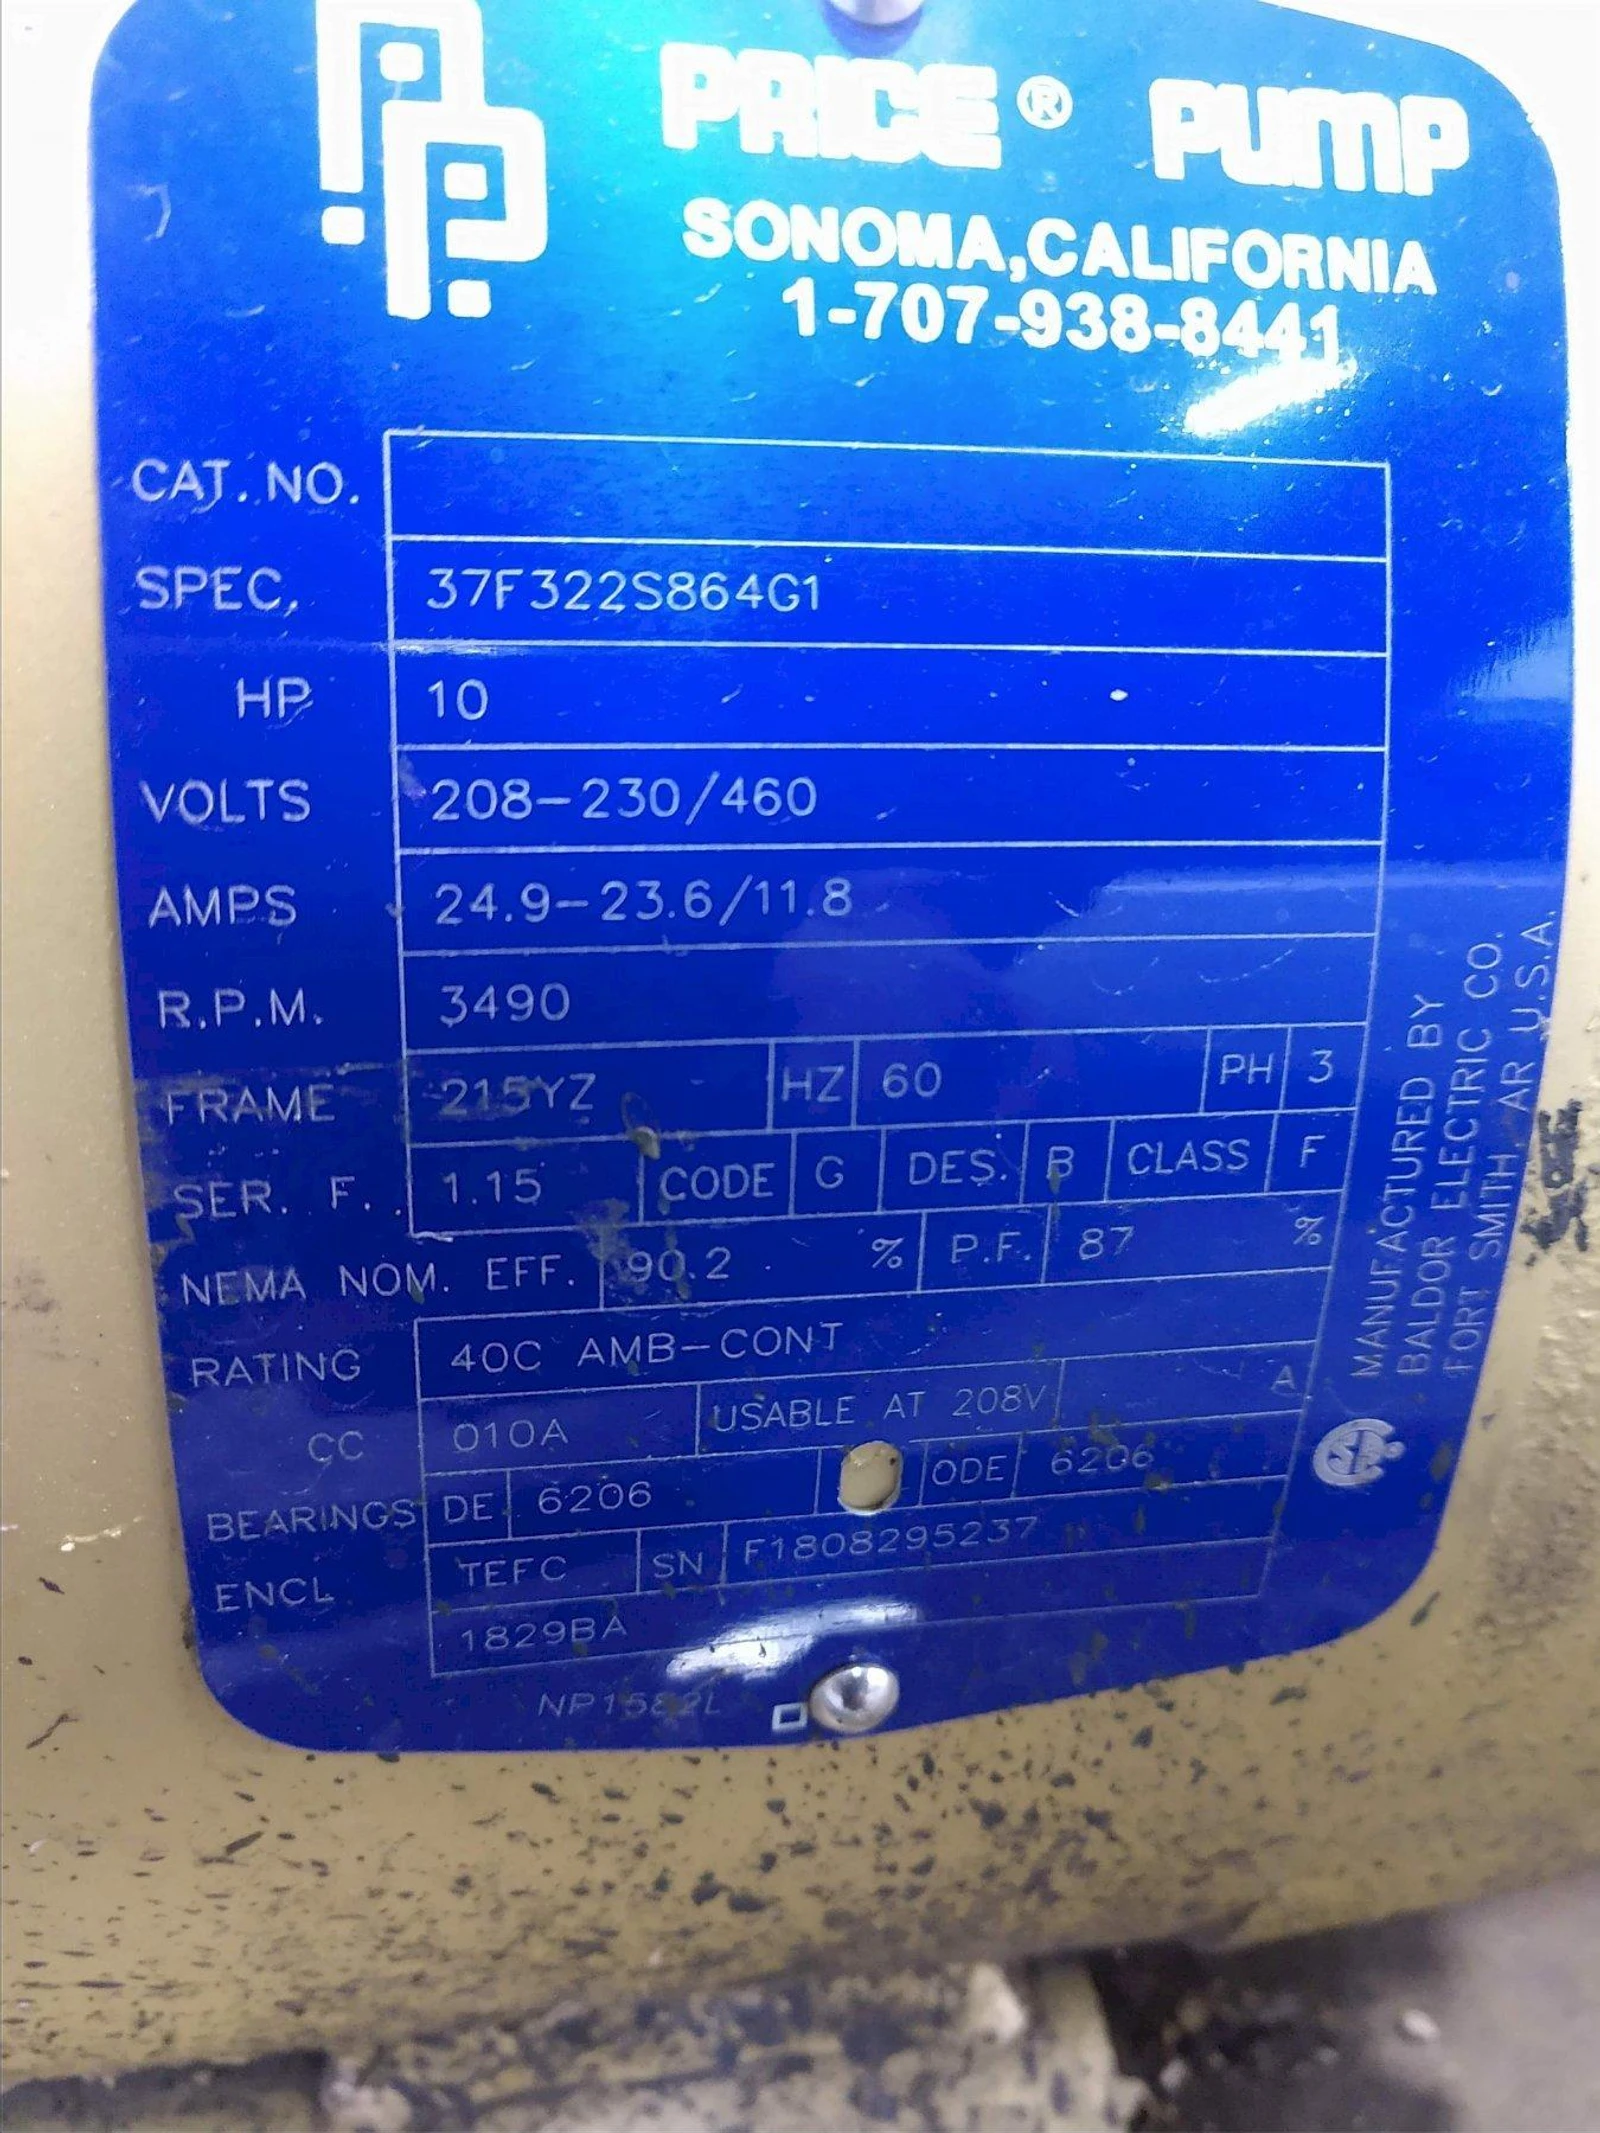 PRICE® PUMP
SONOMA, CALIFORNIA
1-707-938-8441
CAT. NO.
SPEC. 37F322S864G1
HP 10
VOLTS 208-230/460
AMPS 24.9-23.6/11.8
R.P.M. 3490
FRAME 215YZ HZ 60 PH 3
SER. F. 1.15 CODE G DES. B CLASS F
NEMA NOM. EFF. 90.2 % P.F. 87 %
RATING 40C AMB-CONT
CC 010A USABLE AT 208V A
BEARINGS DE 6206 ODE 6206
ENCL TEFC SN F1808295237
1829BA
NP1582L
MANUFACTURED BY
BALDOR ELECTRIC CO.
FORT SMITH, AR U.S.A.